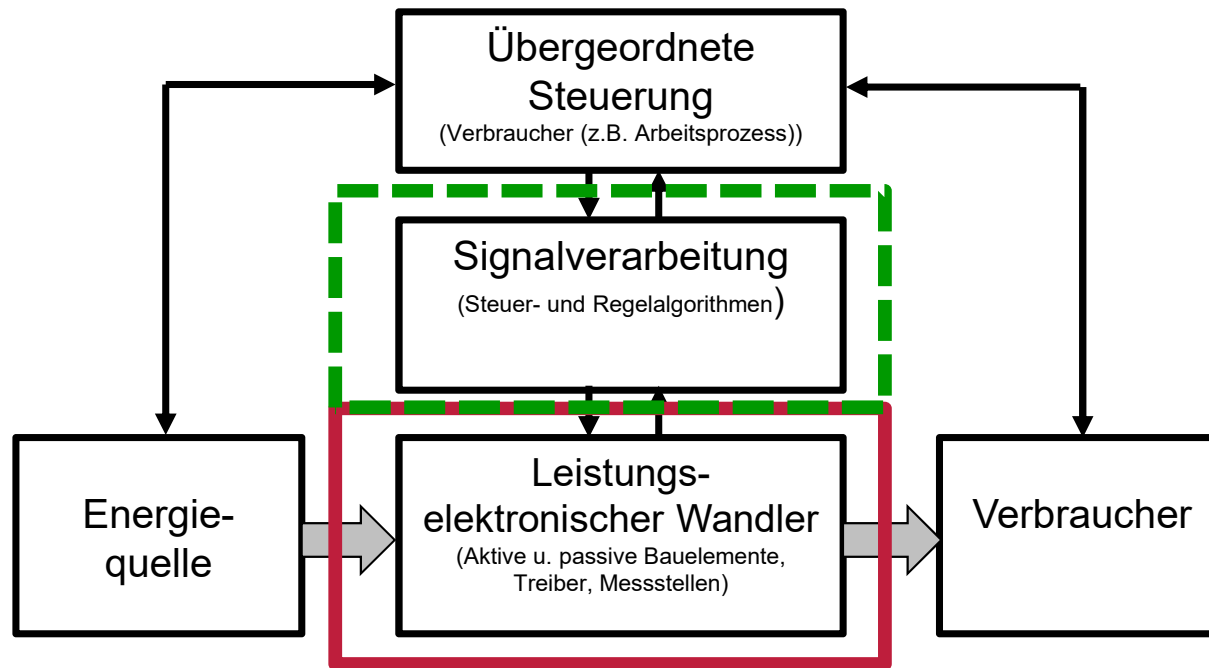 Übergeordnete
Steuerung
(Verbraucher (z.B. Arbeitsprozess))
Signalverarbeitung
(Steuer- und Regelalgorithmen)
Energie-
quelle
Leistungs-
elektronischer Wandler
(Aktive u. passive Bauelemente,
Treiber, Messstellen)
Verbraucher